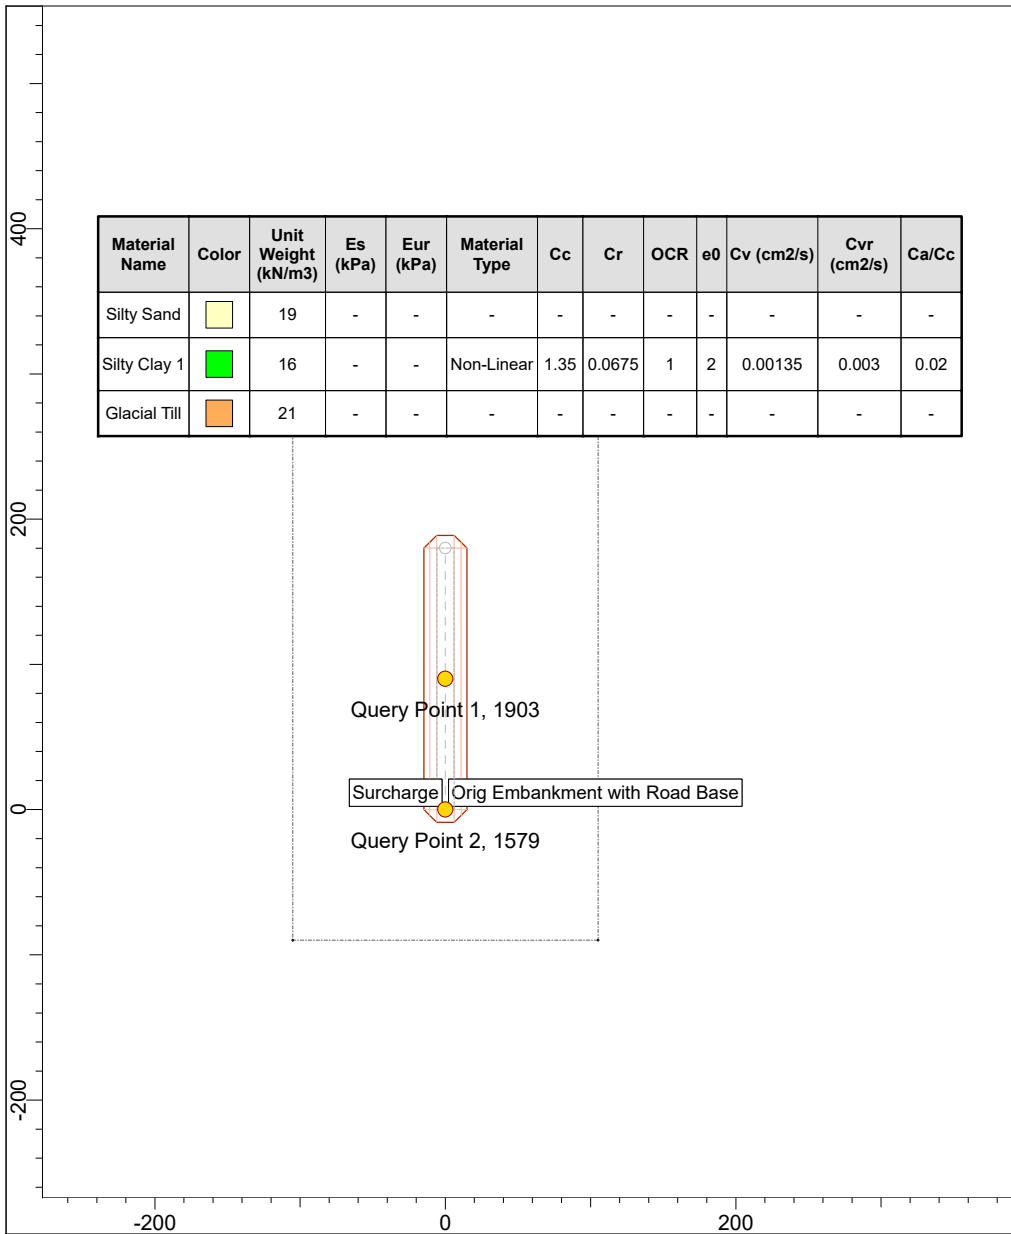 400
200
0
-200
Material Name Color Unit Weight (kN/m3) Es (kPa) Eur (kPa) Material Type Cc Cr OCR e0 Cv (cm2/s) Cvr (cm2/s) Ca/Cc
Silty Sand 19 - - - - - - - - - -
Silty Clay 1 16 - - Non-Linear 1.35 0.0675 1 2 0.00135 0.003 0.02
Glacial Till 21 - - - - - - - - - -
Query Point 1, 1903
Surcharge Orig Embankment with Road Base
Query Point 2, 1579
-200 0 200